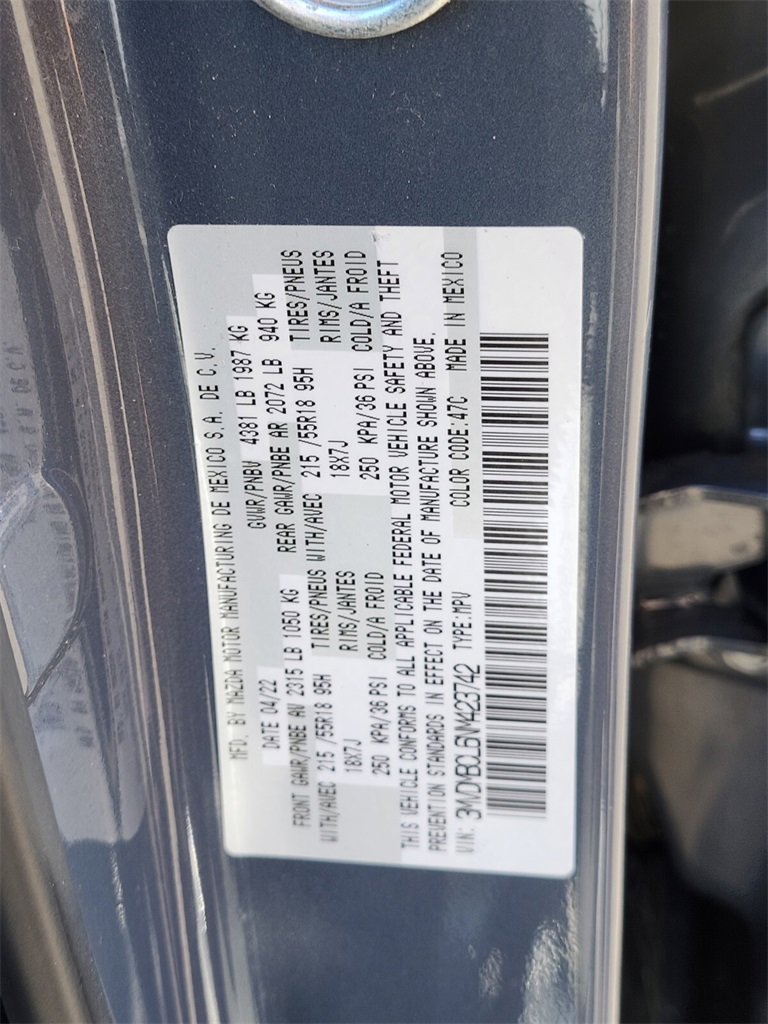 MFD. BY MAZDA MOTOR MANUFACTURING DE MEXICO S.A. DE C.V.
DATE 04/22 GVWR/PNBV 4381 LB 1987 KG
FRONT GAWR/PNBE AV 2315 LB 1050 KG REAR GAWR/PNBE AR 2072 LB 940 KG
WITH/AVEC 215 /55R18 95H TIRES/PNEUS WITH/AVEC 215 /55R18 95H TIRES/PNEUS
18X7J RIMS/JANTES 18X7J RIMS/JANTES
250 KPA/36 PSI COLD/A FROID 250 KPA/36 PSI COLD/A FROID
THIS VEHICLE CONFORMS TO ALL APPLICABLE FEDERAL MOTOR VEHICLE SAFETY AND THEFT
PREVENTION STANDARDS IN EFFECT ON THE DATE OF MANUFACTURE SHOWN ABOVE.
VIN: 3MVDMBCL6NM423742 TYPE:MPV COLOR CODE:47C MADE IN MEXICO